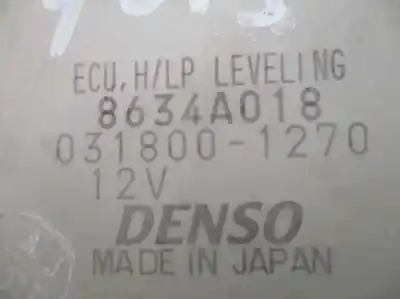 ECU, H/LP LEVELING
8634A018
031800-1270
12V
DENSO
MADE IN JAPAN